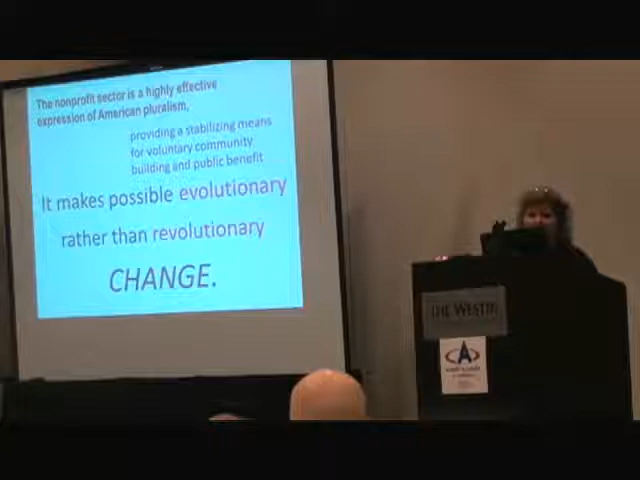 The nonprofit sector is a highly effective
expression of American pluralism,
providing a stabilizing means
for voluntary community
building and public benefit
It makes possible evolutionary
rather than revolutionary
CHANGE.
THE WESTIN